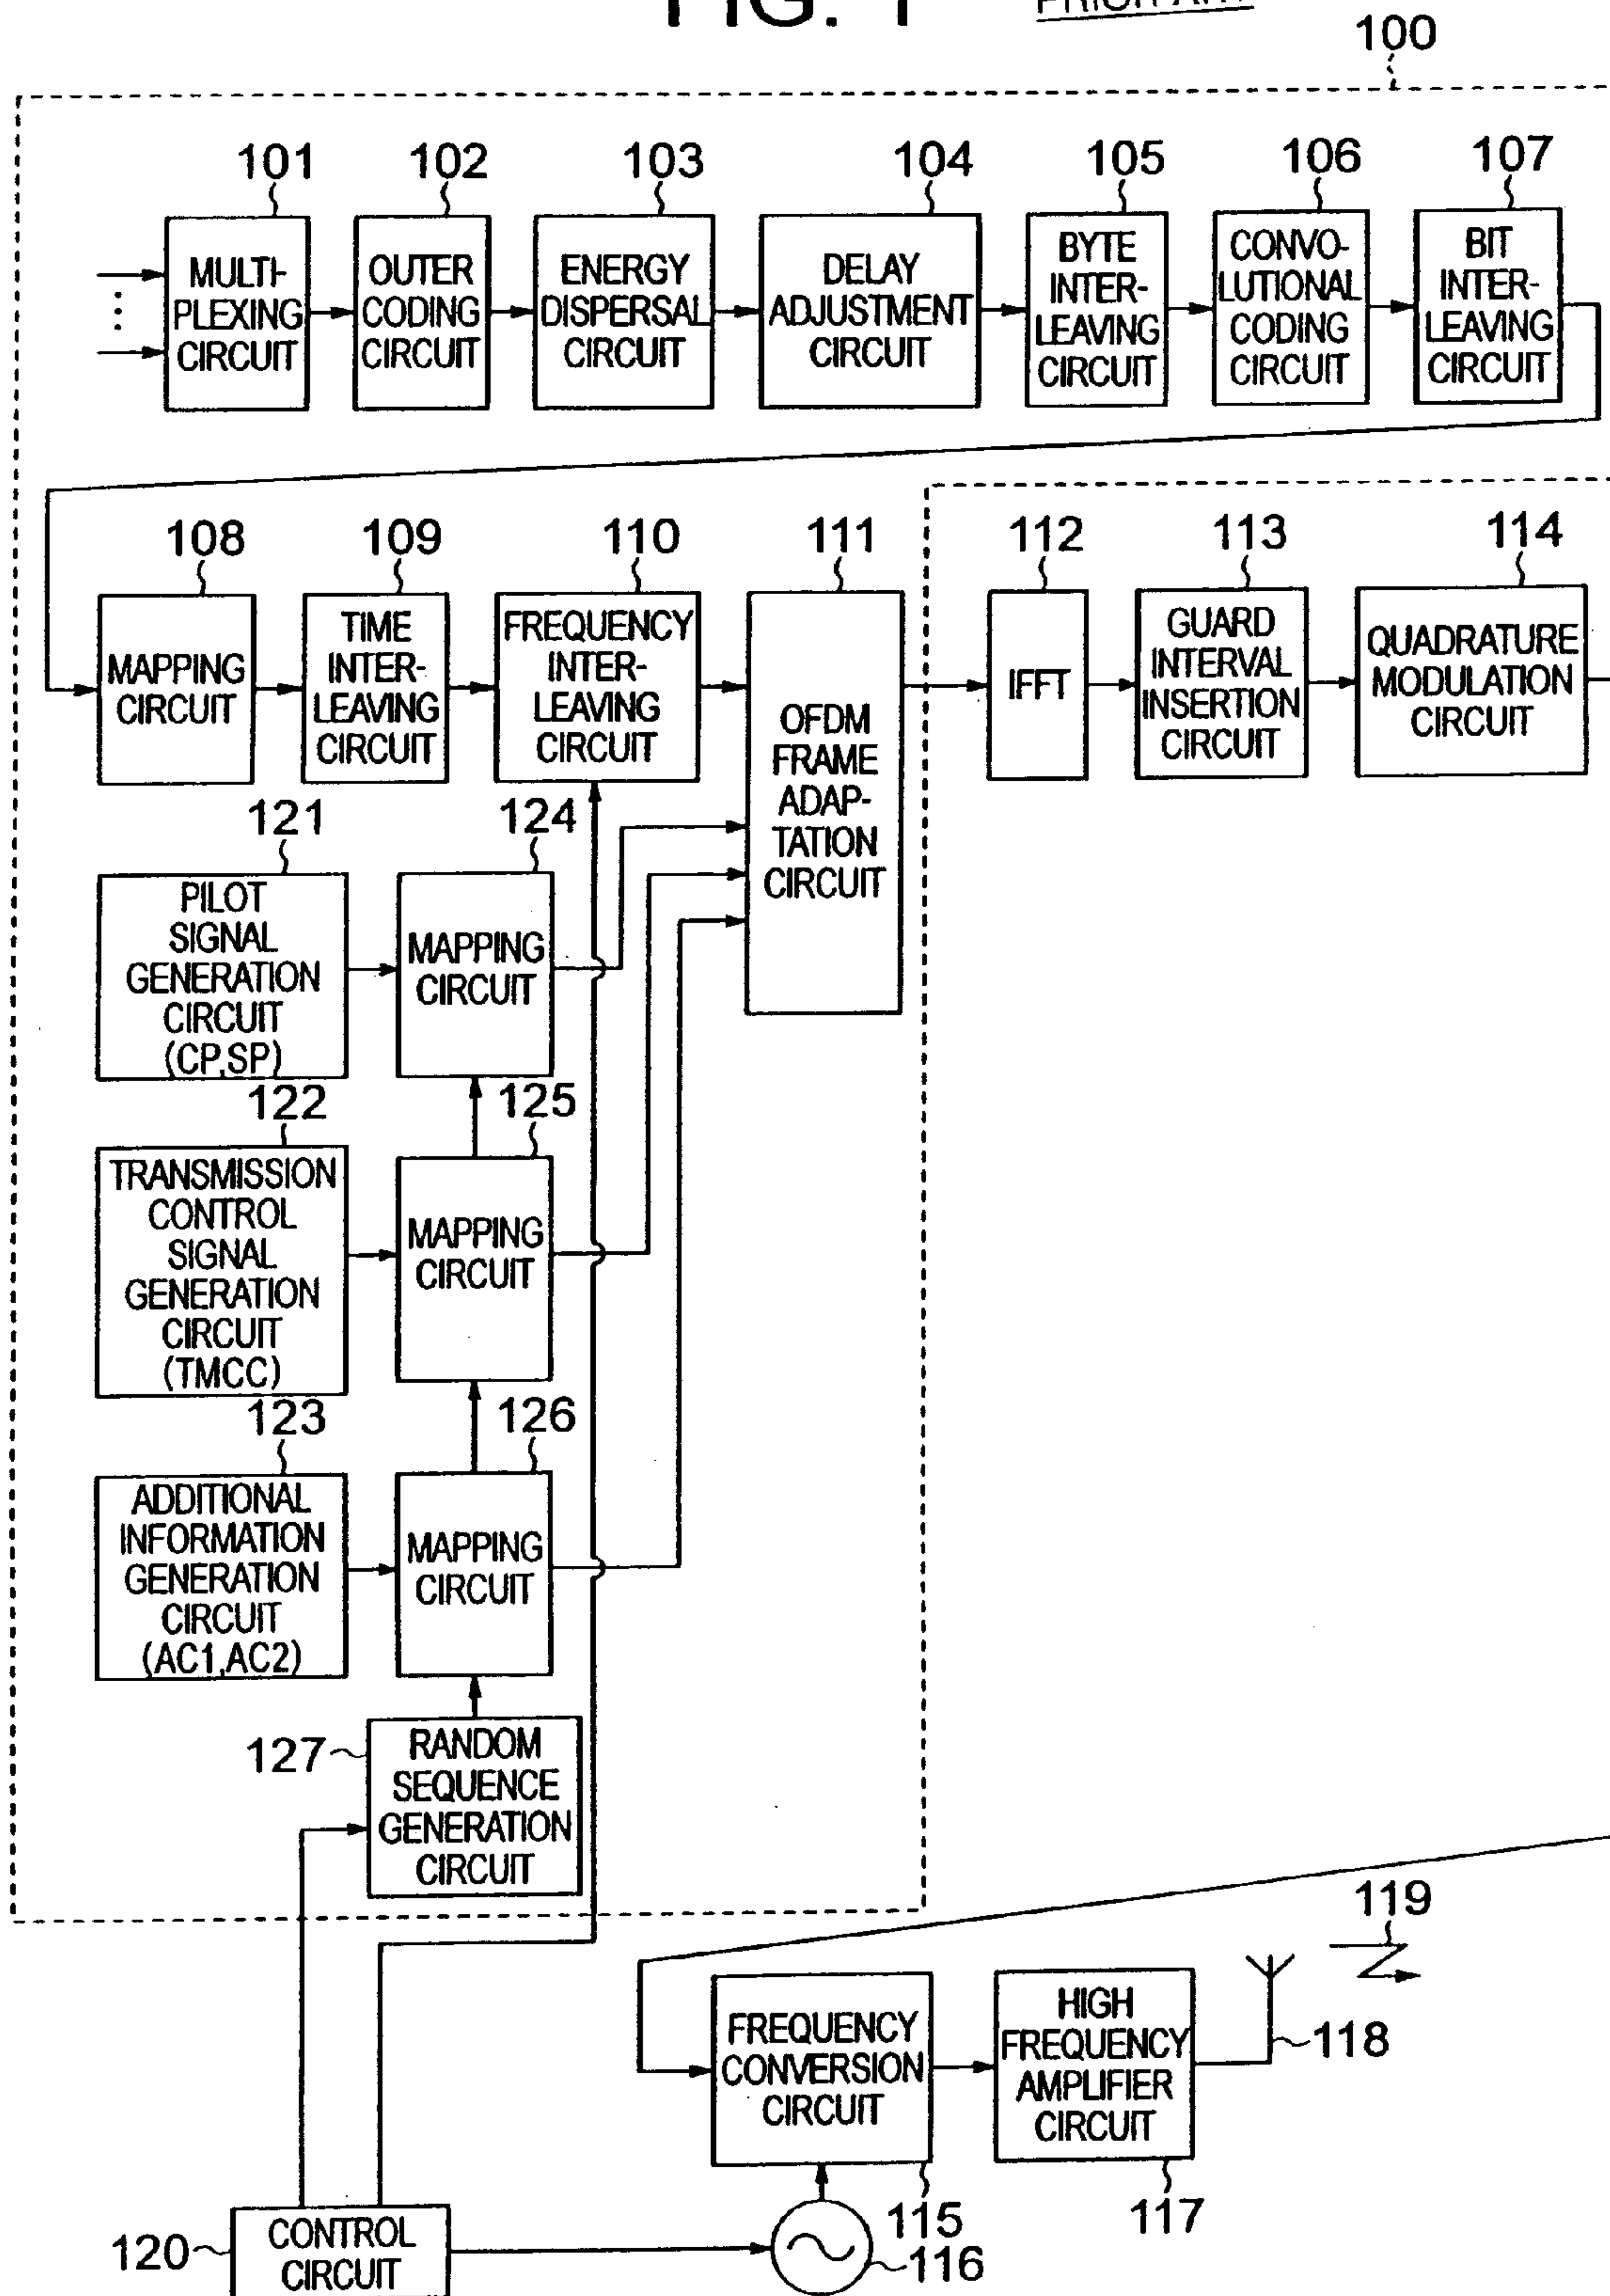 FIG. 1 PRIOR ART
100
101 102 103 104 105 106 107
MULTI-
PLEXING
CIRCUIT
OUTER
CODING
CIRCUIT
ENERGY
DISPERSAL
CIRCUIT
DELAY
ADJUSTMENT
CIRCUIT
BYTE
INTER-
LEAVING
CIRCUIT
CONVO-
LUTIONAL
CODING
CIRCUIT
BIT
INTER-
LEAVING
CIRCUIT
108 109 110 111 112 113 114
MAPPING
CIRCUIT
TIME
INTER-
LEAVING
CIRCUIT
FREQUENCY
INTER-
LEAVING
CIRCUIT
OFDM
FRAME
ADAP-
TATION
CIRCUIT
IFFT
GUARD
INTERVAL
INSERTION
CIRCUIT
QUADRATURE
MODULATION
CIRCUIT
121 124
PILOT
SIGNAL
GENERATION
CIRCUIT
(CP,SP)
MAPPING
CIRCUIT
122 125
TRANSMISSION
CONTROL
SIGNAL
GENERATION
CIRCUIT
(TMCC)
MAPPING
CIRCUIT
123 126
ADDITIONAL
INFORMATION
GENERATION
CIRCUIT
(AC1,AC2)
MAPPING
CIRCUIT
127
RANDOM
SEQUENCE
GENERATION
CIRCUIT
119
FREQUENCY
CONVERSION
CIRCUIT
HIGH
FREQUENCY
AMPLIFIER
CIRCUIT
118
115 117
116
120
CONTROL
CIRCUIT